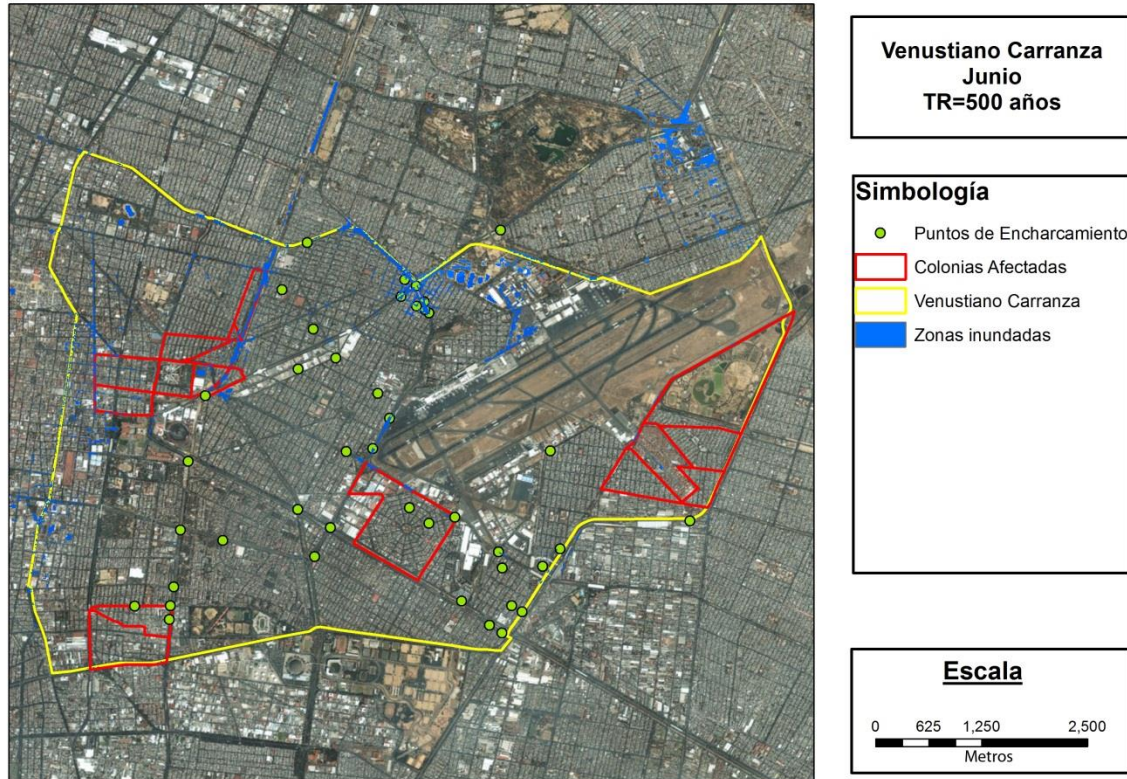 Venustiano Carranza
Junio
TR=500 años
Simbología
Puntos de Encharcamiento
Colonias Afectadas
Venustiano Carranza
Zonas inundadas
Escala
0 625 1,250 2,500
Metros